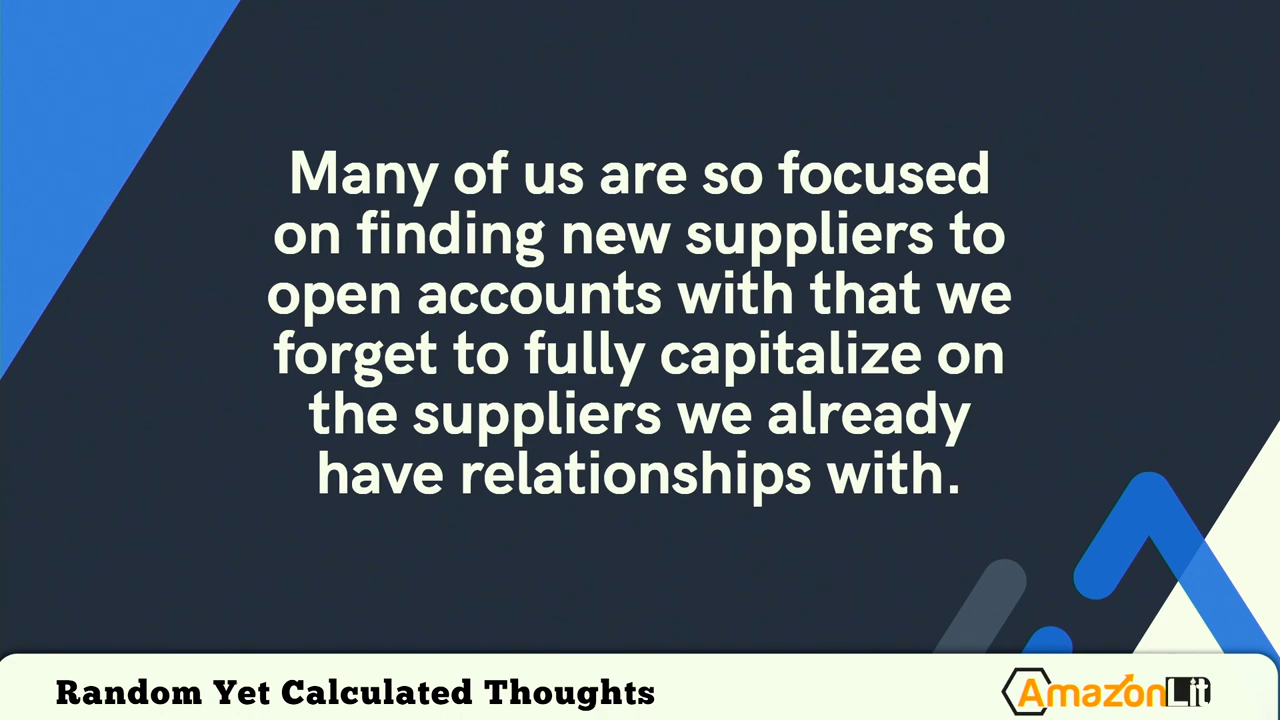 Many of us are so focused
on finding new suppliers to
open accounts with that we
forget to fully capitalize on
the suppliers we already
have relationships with.
Random Yet Calculated Thoughts
AmazonLit